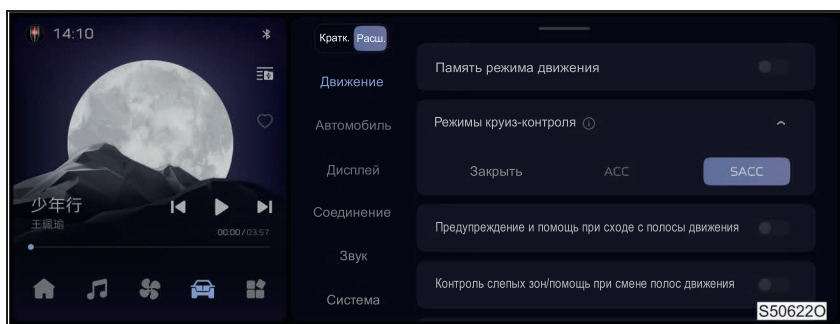 14:10
少年行
王珮瑜
00:00/03:57
Кратк. Расш.
Движение
Автомобиль
Дисплей
Соединение
Звук
Система
Память режима движения
Режимы круиз-контроля
Закрыть ACC SACC
Предупреждение и помощь при сходе с полосы движения
Контроль слепых зон/помощь при смене полос движения
S50622O